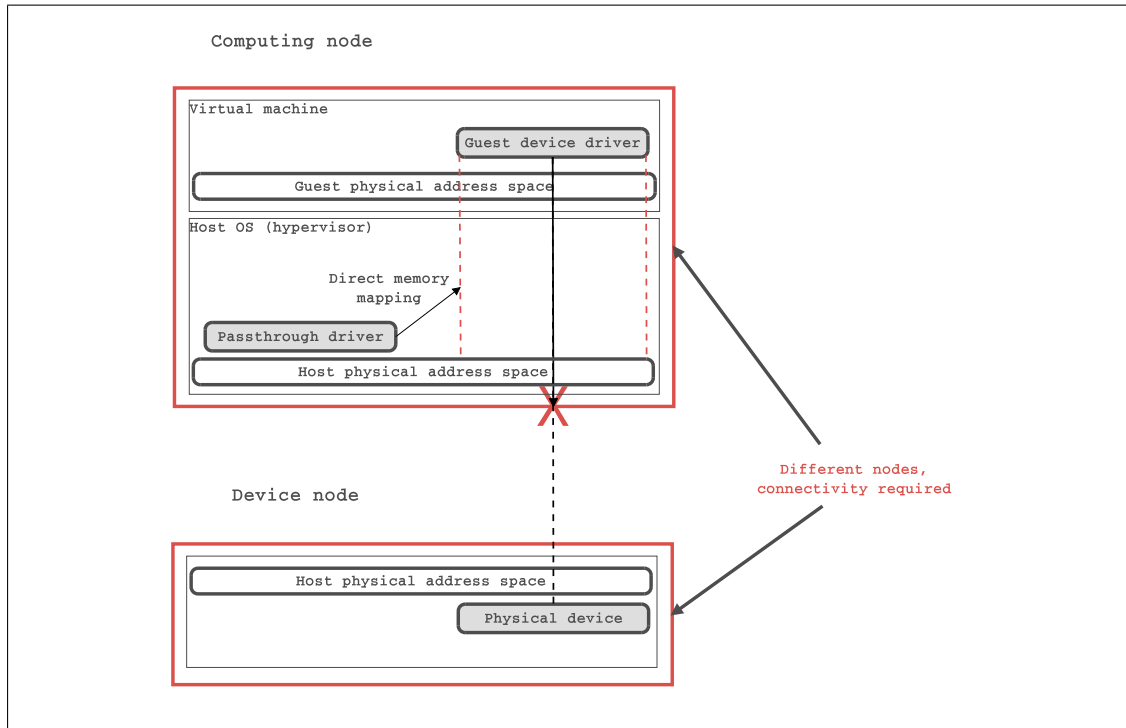 Computing node
Virtual machine
Guest device driver
Guest physical address space
Host OS (hypervisor)
Direct memory
mapping
Passthrough driver
Host physical address space
X
Different nodes,
connectivity required
Device node
Host physical address space
Physical device